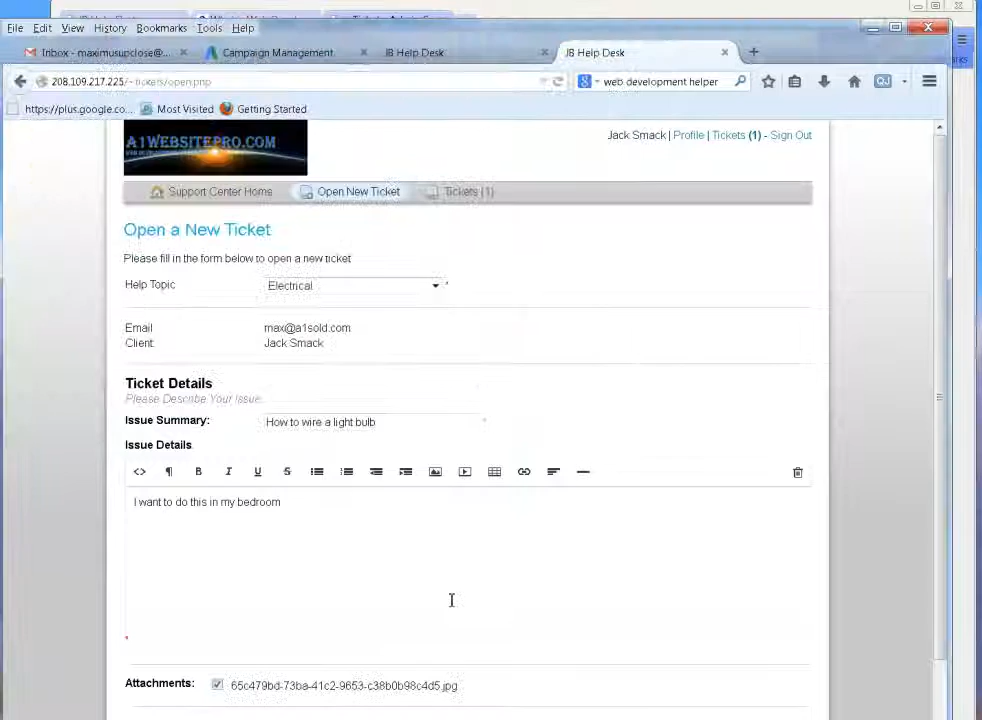 File Edit View History Bookmarks Tools Help
Inbox - maximusupclose@... Campaign Management JB Help Desk JB Help Desk
208.109.217.225/~tickets/open.php web development helper
https://plus.google.co... Most Visited Getting Started
A1WEBSITEPRO.COM
Jack Smack | Profile | Tickets (1) - Sign Out
Support Center Home Open New Ticket Tickets (1)
Open a New Ticket
Please fill in the form below to open a new ticket
Help Topic Electrical *
Email max@a1sold.com
Client: Jack Smack
Ticket Details
Please Describe Your Issue
Issue Summary: How to wire a light bulb *
Issue Details
<> ¶ B I U S
I want to do this in my bedroom
*
Attachments: 65c479bd-73ba-41c2-9653-c38b0b98c4d5.jpg